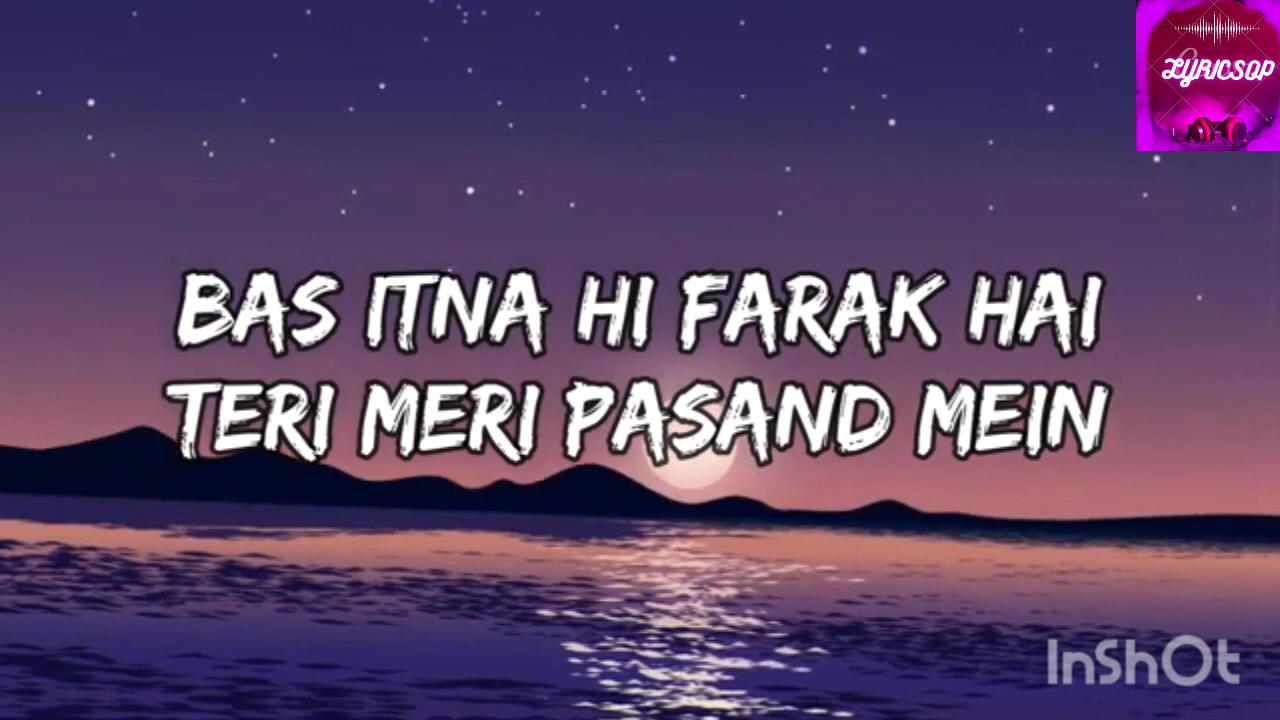 LYRICSOP
BAS ITNA HI FARAK HAI
TERI MERI PASAND MEIN
InShOt